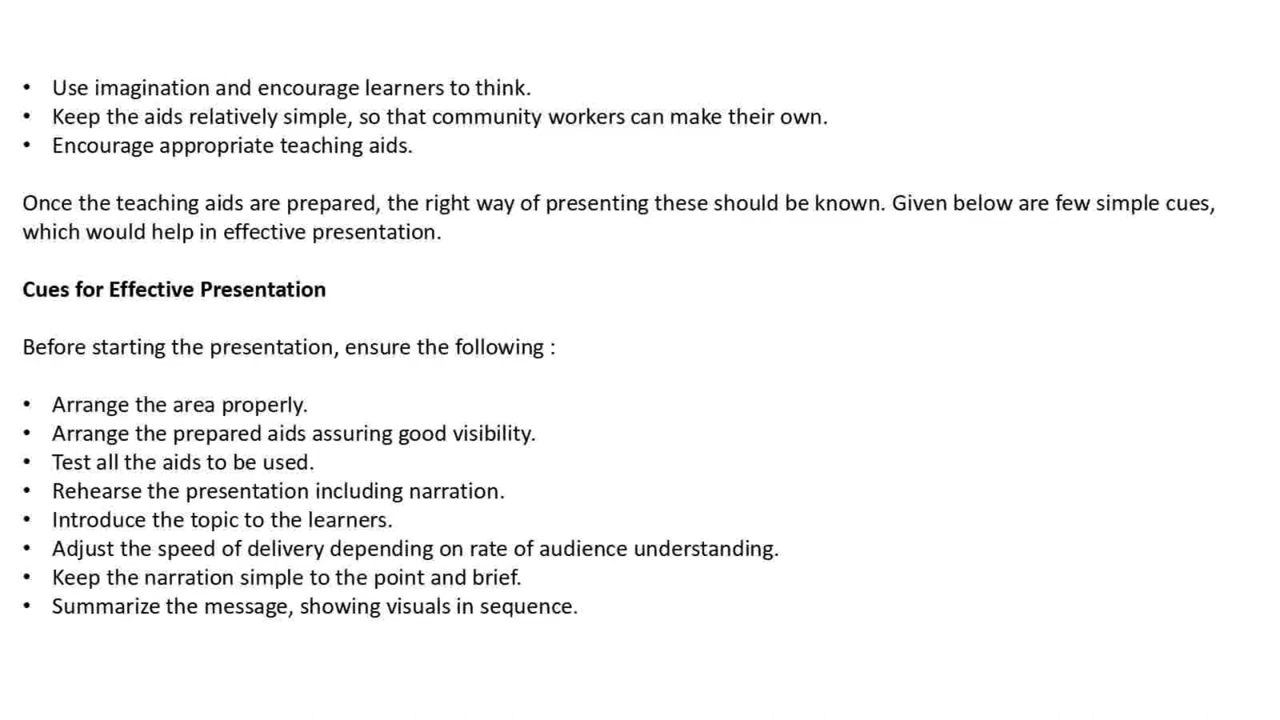 • Use imagination and encourage learners to think.
• Keep the aids relatively simple, so that community workers can make their own.
• Encourage appropriate teaching aids.
Once the teaching aids are prepared, the right way of presenting these should be known. Given below are few simple cues,
which would help in effective presentation.
Cues for Effective Presentation
Before starting the presentation, ensure the following :
• Arrange the area properly.
• Arrange the prepared aids assuring good visibility.
• Test all the aids to be used.
• Rehearse the presentation including narration.
• Introduce the topic to the learners.
• Adjust the speed of delivery depending on rate of audience understanding.
• Keep the narration simple to the point and brief.
• Summarize the message, showing visuals in sequence.